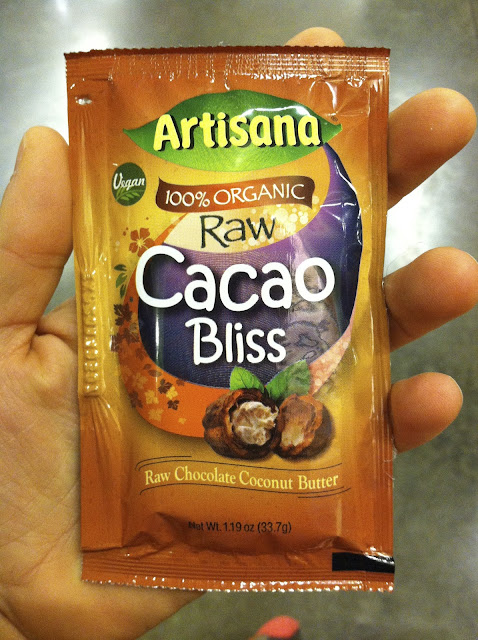 Artisana
Vegan
100% ORGANIC
Raw
Cacao
Bliss
Raw Chocolate Coconut Butter
Net Wt. 1.19 oz (33.7g)